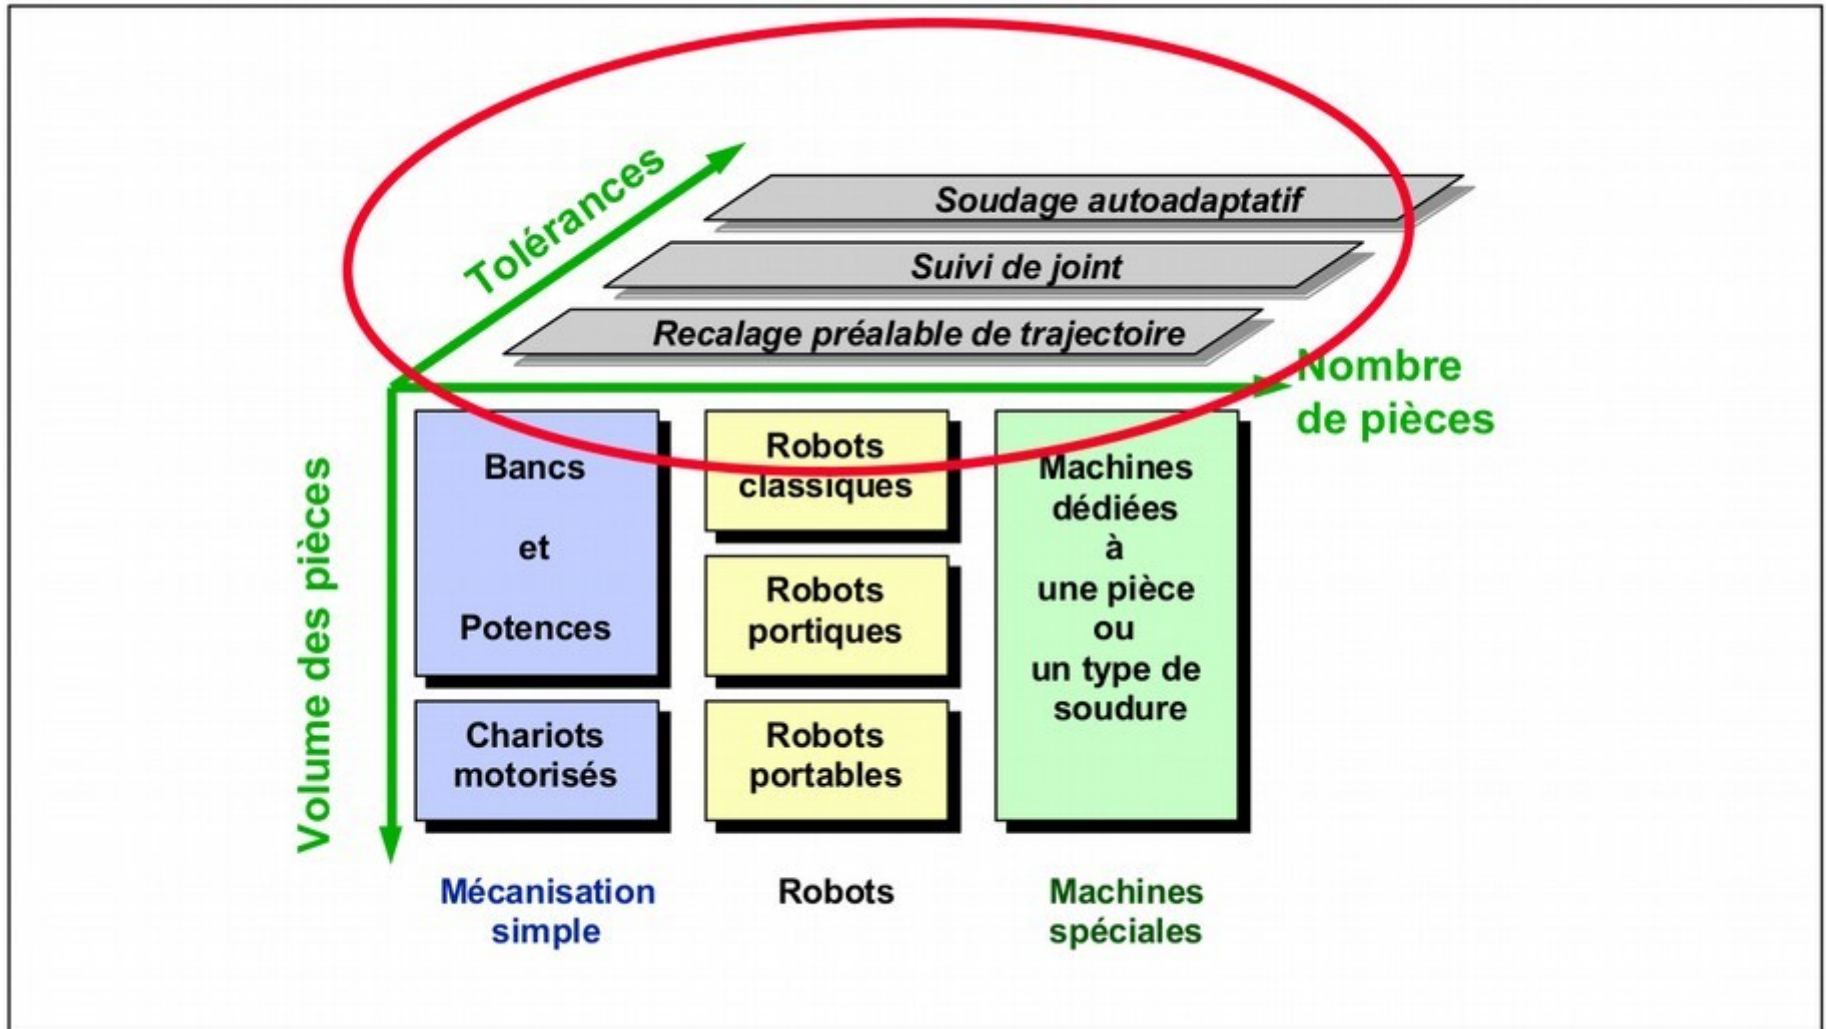 Tolérances
Soudage autoadaptatif
Suivi de joint
Recalage préalable de trajectoire
Nombre
de pièces
Volume des pièces
Bancs
et
Potences
Chariots
motorisés
Robots
classiques
Robots
portiques
Robots
portables
Machines
dédiées
à
une pièce
ou
un type de
soudure
Mécanisation
simple
Robots
Machines
spéciales